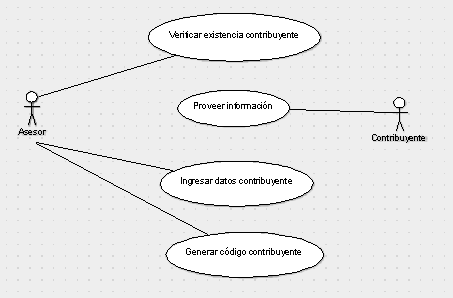 Verificar existencia contribuyente
Proveer información
Asesor
Contribuyente
Ingresar datos contribuyente
Generar código contribuyente